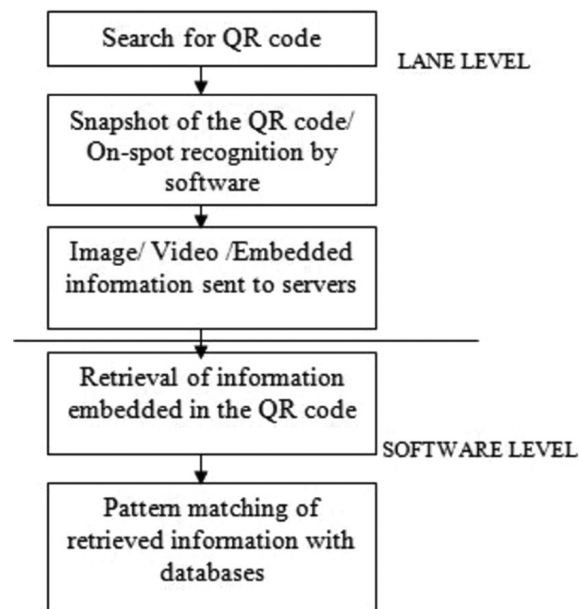 Search for QR code
LANE LEVEL
Snapshot of the QR code/
On-spot recognition by
software
Image/ Video /Embedded
information sent to servers
Retrieval of information
embedded in the QR code
SOFTWARE LEVEL
Pattern matching of
retrieved information with
databases